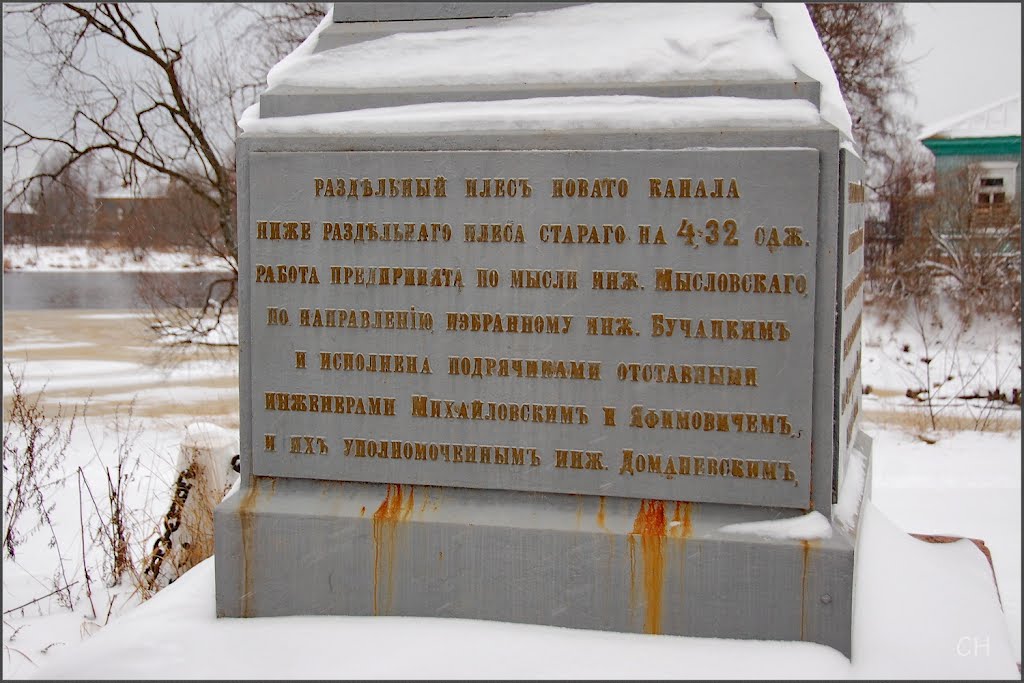 РАЗДѢЛЬНЫЙ ПЛЕСЪ НОВАГО КАНАЛА
НИЖЕ РАЗДѢЛЬНАГО ПЛЕСА СТАРАГО НА 4,32 САЖ.
РАБОТА ПРЕДПРИНЯТА ПО МЫСЛИ ИНЖ. МЫСЛОВСКАГО,
ПО НАПРАВЛЕНІЮ, ИЗБРАННОМУ ИНЖ. БУЧАЦКИМЪ
И ИСПОЛНЕНА ПОДРЯЧИКАМИ ОТСТАВНЫМИ
ИНЖЕНЕРАМИ МИХАЙЛОВСКИМЪ И ЯФИМОВИЧЕМЪ,
И ИХЪ УПОЛНОМОЧЕННЫМЪ ИНЖ. ДОМАНЕВСКИМЪ,
CH